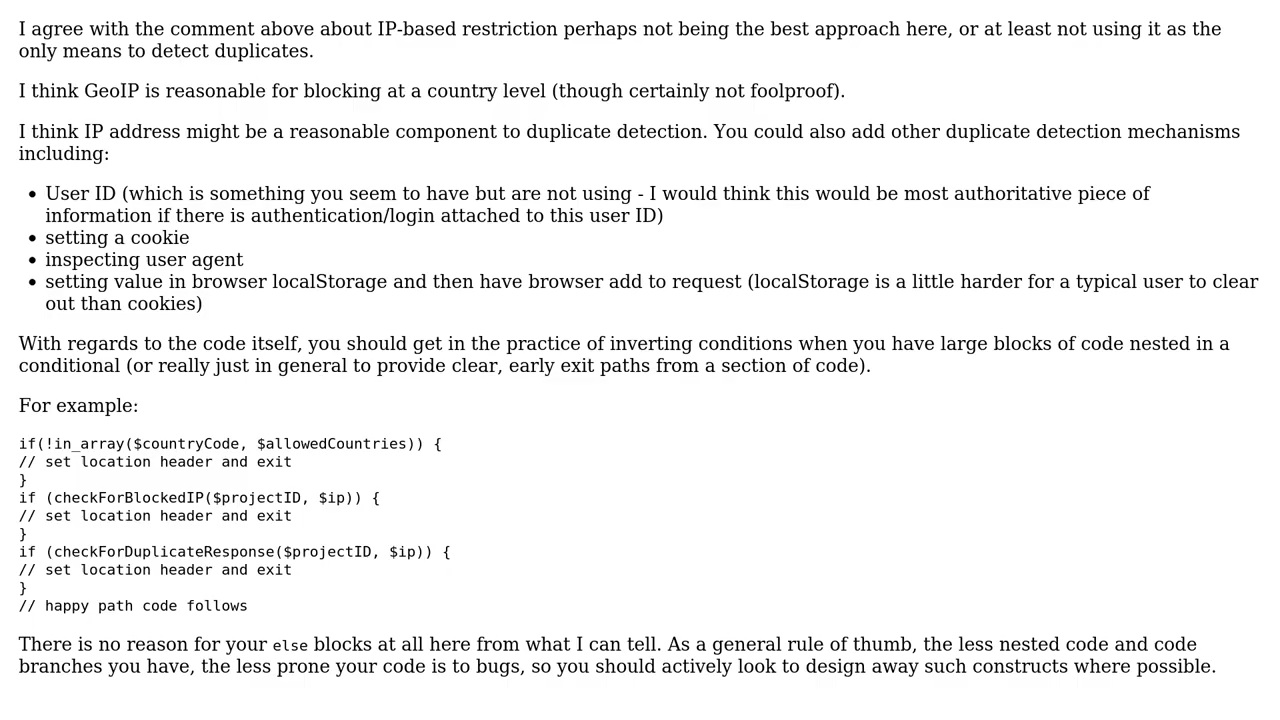 I agree with the comment above about IP-based restriction perhaps not being the best approach here, or at least not using it as the
only means to detect duplicates.
I think GeoIP is reasonable for blocking at a country level (though certainly not foolproof).
I think IP address might be a reasonable component to duplicate detection. You could also add other duplicate detection mechanisms
including:
• User ID (which is something you seem to have but are not using - I would think this would be most authoritative piece of
information if there is authentication/login attached to this user ID)
• setting a cookie
• inspecting user agent
• setting value in browser localStorage and then have browser add to request (localStorage is a little harder for a typical user to clear
out than cookies)
With regards to the code itself, you should get in the practice of inverting conditions when you have large blocks of code nested in a
conditional (or really just in general to provide clear, early exit paths from a section of code).
For example:
if(!in_array($countryCode, $allowedCountries)) {
// set location header and exit
}
if (checkForBlockedIP($projectID, $ip)) {
// set location header and exit
}
if (checkForDuplicateResponse($projectID, $ip)) {
// set location header and exit
}
// happy path code follows
There is no reason for your else blocks at all here from what I can tell. As a general rule of thumb, the less nested code and code
branches you have, the less prone your code is to bugs, so you should actively look to design away such constructs where possible.